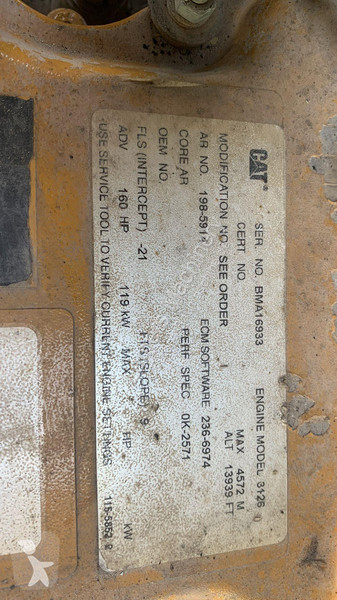 CAT®
SER. NO. BMA16933 ENGINE MODEL 3126
CERT NO. MAX ALT 4572 M 13939 FT
MODIFICATION NO. SEE ORDER
AR NO. 198-591 ECM SOFTWARE 236-6974
CORE AR PERF SPEC 0K-2571
OEM NO.
FLS (INTERCEPT) -21 FTS (SLOPE) 9
ADV 160 HP 119 kW MAX HP kW
USE SERVICE TOOL TO VERIFY CURRENT ENGINE SETTINGS